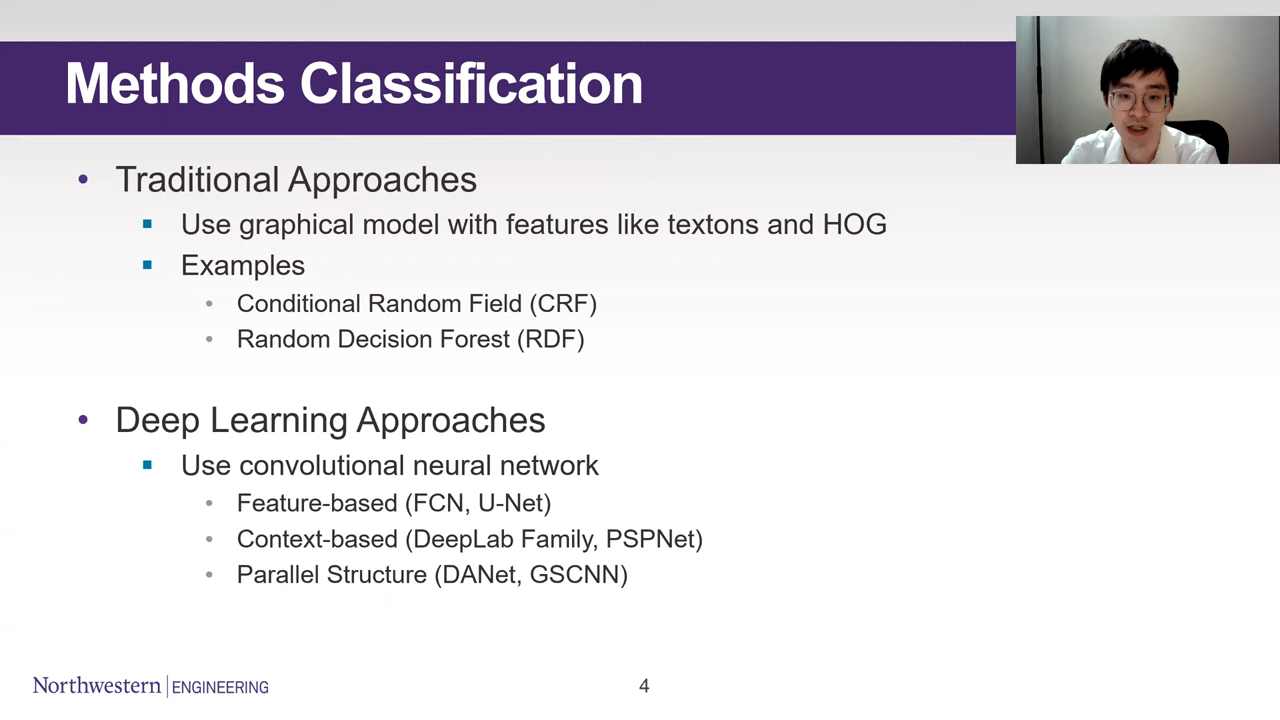 Methods Classification
• Traditional Approaches
▪ Use graphical model with features like textons and HOG
▪ Examples
• Conditional Random Field (CRF)
• Random Decision Forest (RDF)
• Deep Learning Approaches
▪ Use convolutional neural network
• Feature-based (FCN, U-Net)
• Context-based (DeepLab Family, PSPNet)
• Parallel Structure (DANet, GSCNN)
Northwestern | ENGINEERING
4